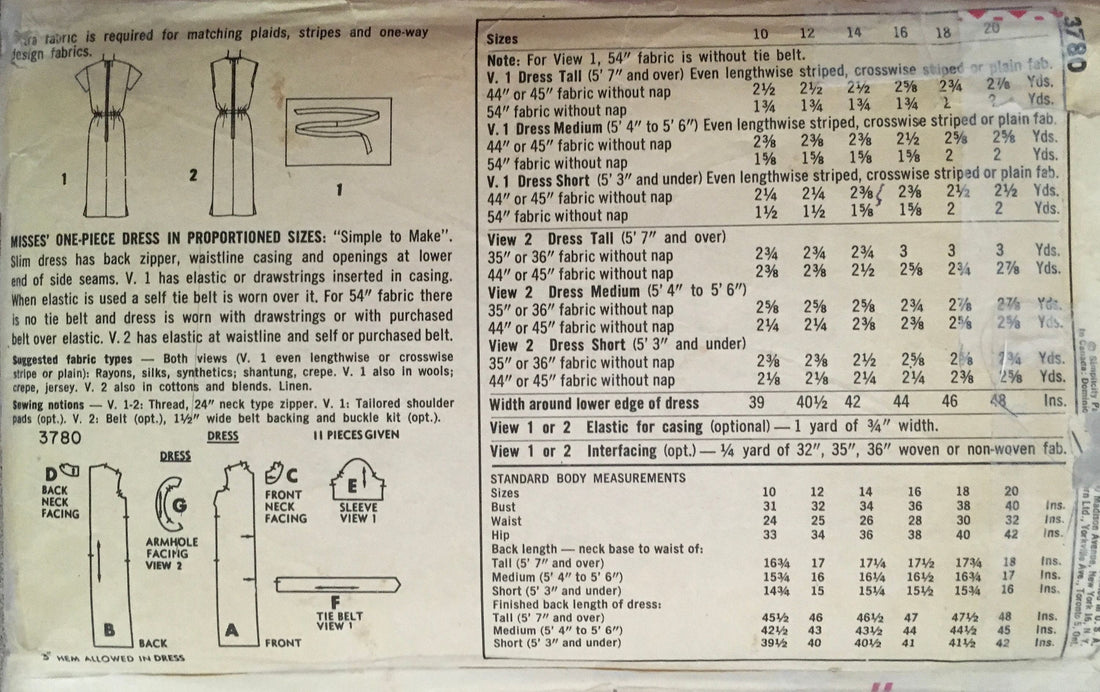 fabric is required for matching plaids, stripes and one-way
design fabrics.
1
2
1
MISSES' ONE-PIECE DRESS IN PROPORTIONED SIZES: "Simple to Make".
Slim dress has back zipper, waistline casing and openings at lower
end of side seams. V. 1 has elastic or drawstrings inserted in casing.
When elastic is used a self tie belt is worn over it. For 54" fabric there
is no tie belt and dress is worn with drawstrings or with purchased
belt over elastic. V. 2 has elastic at waistline and self or purchased belt.
Suggested fabric types — Both views (V. 1 even lengthwise or crosswise
stripe or plain): Rayons, silks, synthetics; shantung, crepe. V. 1 also in wools;
crepe, jersey. V. 2 also in cottons and blends. Linen.
Sewing notions — V. 1-2: Thread, 24" neck type zipper. V. 1: Tailored shoulder
pads (opt.). V. 2: Belt (opt.), 1½" wide belt backing and buckle kit (opt.).
3780 DRESS 11 PIECES GIVEN
D
BACK
NECK
FACING
DRESS
G
ARMHOLE
FACING
VIEW 2
C
FRONT
NECK
FACING
E
SLEEVE
VIEW 1
F
TIE BELT
VIEW 1
B BACK
A FRONT
3" HEM ALLOWED IN DRESS
3780
Sizes 10 12 14 16 18 20
Note: For View 1, 54" fabric is without tie belt.
V. 1 Dress Tall (5' 7" and over) Even lengthwise striped, crosswise striped or plain fab.
44" or 45" fabric without nap 2½ 2½ 2½ 2⅝ 2¾ 2⅞ Yds.
54" fabric without nap 1¾ 1¾ 1¾ 1¾ 2 2 Yds.
V. 1 Dress Medium (5' 4" to 5' 6") Even lengthwise striped, crosswise striped or plain fab.
44" or 45" fabric without nap 2⅜ 2⅜ 2⅜ 2½ 2⅝ 2⅝ Yds.
54" fabric without nap 1⅝ 1⅝ 1⅝ 1⅝ 2 2 Yds.
V. 1 Dress Short (5' 3" and under) Even lengthwise striped, crosswise striped or plain fab.
44" or 45" fabric without nap 2¼ 2¼ 2⅜ 2⅜ 2½ 2½ Yds.
54" fabric without nap 1½ 1½ 1⅝ 1⅝ 2 2 Yds.
View 2 Dress Tall (5' 7" and over)
35" or 36" fabric without nap 2¾ 2¾ 2¾ 3 3 3 Yds.
44" or 45" fabric without nap 2⅜ 2⅜ 2½ 2⅝ 2¾ 2⅞ Yds.
View 2 Dress Medium (5' 4" to 5' 6")
35" or 36" fabric without nap 2⅝ 2⅝ 2⅝ 2¾ 2⅞ 2⅞ Yds.
44" or 45" fabric without nap 2¼ 2¼ 2⅜ 2⅜ 2⅝ 2⅝ Yds.
View 2 Dress Short (5' 3" and under)
35" or 36" fabric without nap 2⅜ 2⅜ 2½ 2⅝ 2¾ Yds.
44" or 45" fabric without nap 2⅛ 2⅛ 2¼ 2¼ 2⅜ 2⅝ Yds.
Width around lower edge of dress 39 40½ 42 44 46 48 Ins.
View 1 or 2 Elastic for casing (optional) — 1 yard of ¾" width.
View 1 or 2 Interfacing (opt.) — ¼ yard of 32", 35", 36" woven or non-woven fab.
STANDARD BODY MEASUREMENTS
Sizes 10 12 14 16 18 20
Bust 31 32 34 36 38 40 Ins.
Waist 24 25 26 28 30 32 Ins.
Hip 33 34 36 38 40 42 Ins.
Back length — neck base to waist of:
Tall (5' 7" and over) 16¾ 17 17¼ 17½ 17¾ 18 Ins.
Medium (5' 4" to 5' 6") 15¾ 16 16¼ 16½ 16¾ 17 Ins.
Short (5' 3" and under) 14¾ 15 15¼ 15½ 15¾ 16 Ins.
Finished back length of dress:
Tall (5' 7" and over) 45½ 46 46½ 47 47½ 48 Ins.
Medium (5' 4" to 5' 6") 42½ 43 43½ 44 44½ 45 Ins.
Short (5' 3" and under) 39½ 40 40½ 41 41½ 42 Ins.
© Simplicity
In Canada: Dominic
Madison Avenue, New York 16, N. Y.
Ltd., Yorkville Ave., Toronto 5, Ont.
U. S. A.